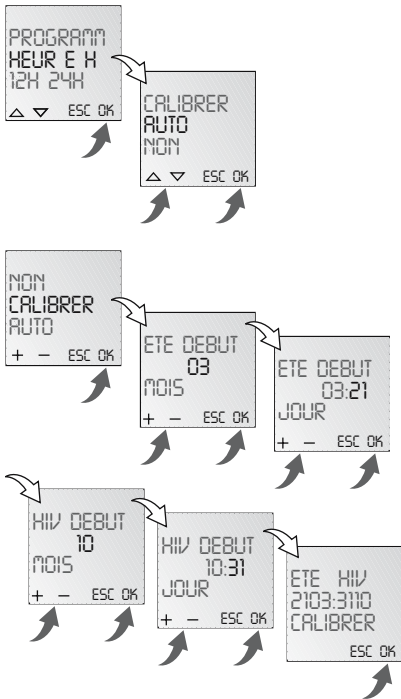 PROGRAMM
HEUR E H
12H 24H
△ ▽ ESC OK
CALIBRER
AUTO
NON
△ ▽ ESC OK
NON
CALIBRER
AUTO
+ − ESC OK
ETE DEBUT
03
MOIS
+ − ESC OK
ETE DEBUT
03:21
JOUR
+ − ESC OK
HIV DEBUT
10
MOIS
+ − ESC OK
HIV DEBUT
10:31
JOUR
+ − ESC OK
ETE HIV
2103:3110
CALIBRER
ESC OK